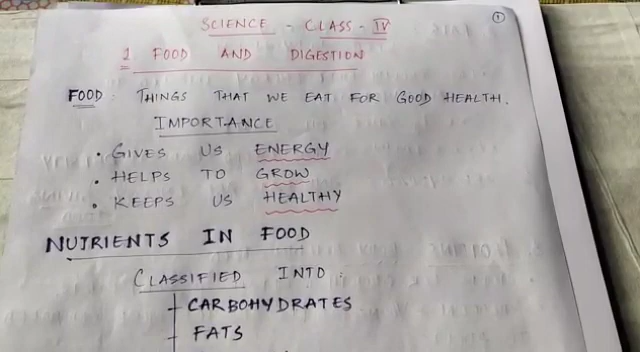 ①
SCIENCE - CLASS - IV
1 FOOD AND DIGESTION
FOOD : THINGS THAT WE EAT FOR GOOD HEALTH.
IMPORTANCE
• GIVES US ENERGY
• HELPS TO GROW
• KEEPS US HEALTHY
NUTRIENTS IN FOOD
CLASSIFIED INTO :
CARBOHYDRATES
FATS